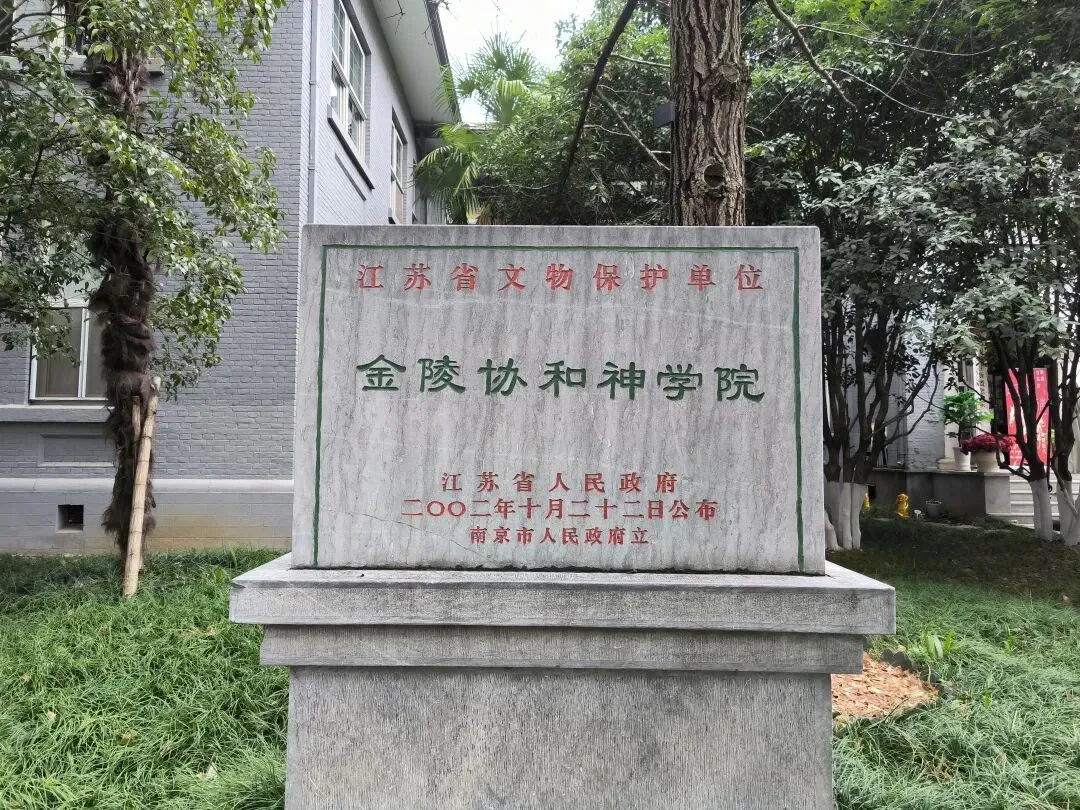 江苏省文物保护单位
金陵协和神学院
江苏省人民政府
二〇〇二年十月二十二日公布
南京市人民政府立